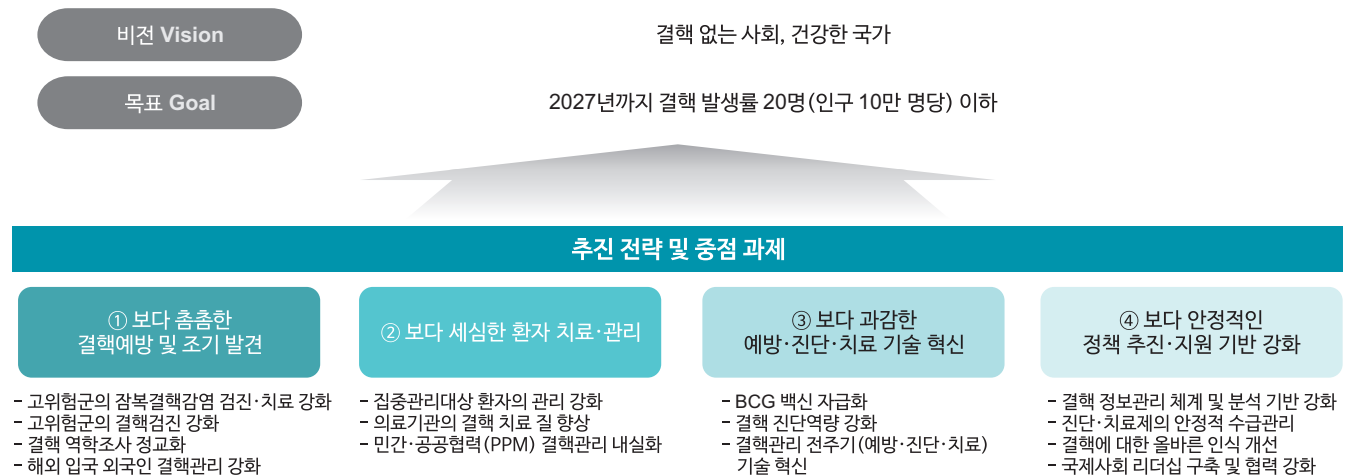 비전 Vision
결핵 없는 사회, 건강한 국가
목표 Goal
2027년까지 결핵 발생률 20명(인구 10만 명당) 이하
추진 전략 및 중점 과제
① 보다 촘촘한
결핵예방 및 조기 발견
- 고위험군의 잠복결핵감염 검진·치료 강화
- 고위험군의 결핵검진 강화
- 결핵 역학조사 정교화
- 해외 입국 외국인 결핵관리 강화
② 보다 세심한 환자 치료·관리
- 집중관리대상 환자의 관리 강화
- 의료기관의 결핵 치료 질 향상
- 민간·공공협력(PPM) 결핵관리 내실화
③ 보다 과감한
예방·진단·치료 기술 혁신
- BCG 백신 자급화
- 결핵 진단역량 강화
- 결핵관리 전주기(예방·진단·치료)
기술 혁신
④ 보다 안정적인
정책 추진·지원 기반 강화
- 결핵 정보관리 체계 및 분석 기반 강화
- 진단·치료제의 안정적 수급관리
- 결핵에 대한 올바른 인식 개선
- 국제사회 리더십 구축 및 협력 강화